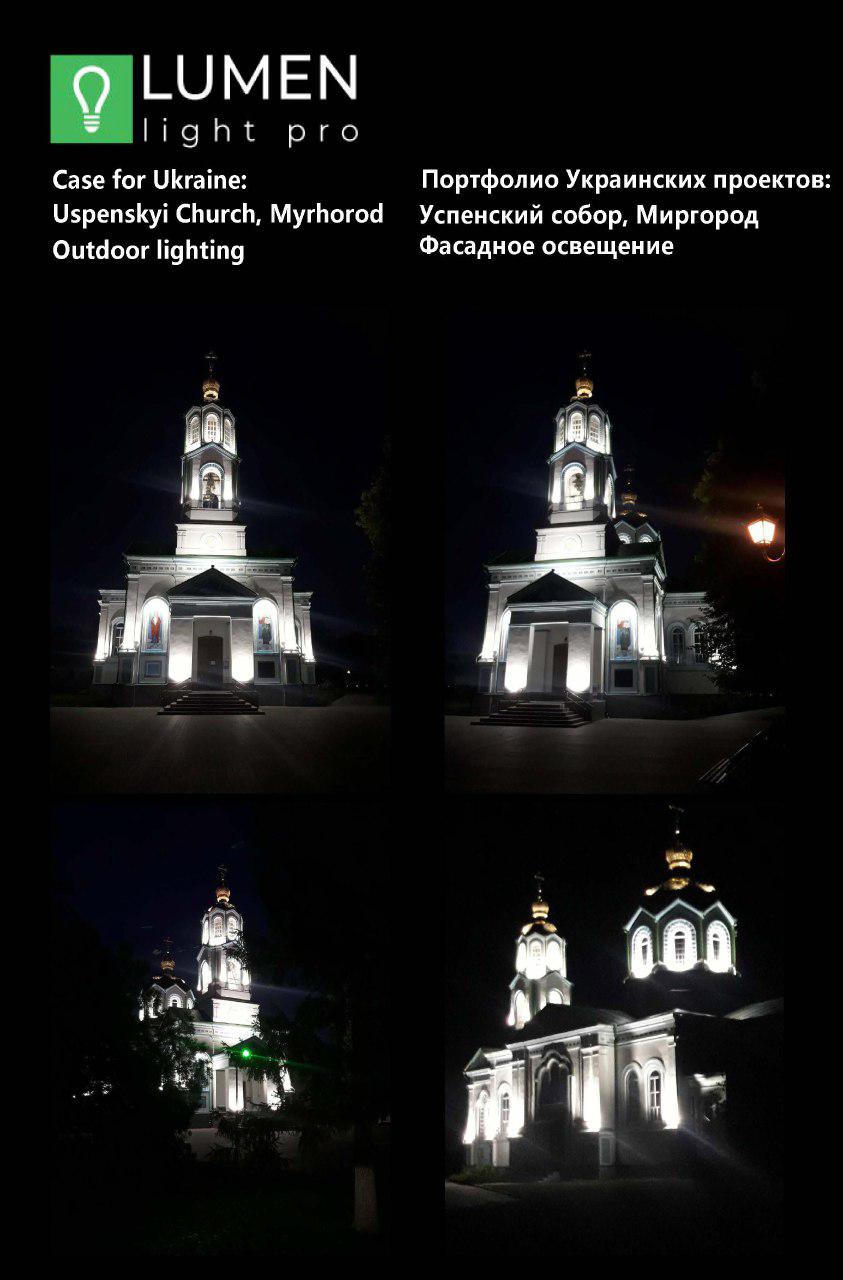 LUMEN
light pro
Case for Ukraine:
Uspenskyi Church, Myrhorod
Outdoor lighting
Портфолио Украинских проектов:
Успенский собор, Миргород
Фасадное освещение